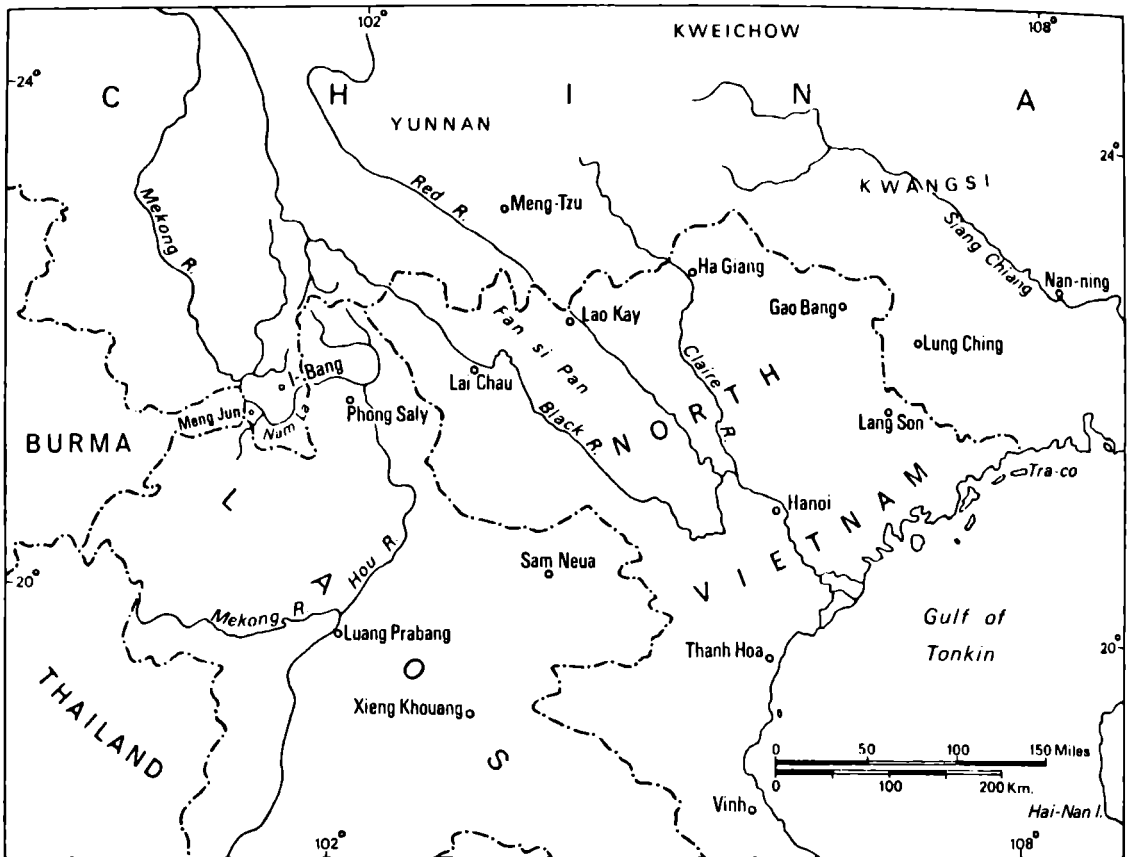 102°
108°
KWEICHOW
24°
C H I N A
YUNNAN
24°
KWANGSI
Red R.
Mekong R.
Meng-Tzu
Siang Chiang
Ha Giang
Nan-ning
Gao Bang
Lao Kay
Fan si Pan
Lung Ching
Claire R.
I-Bang
Lai Chau
Meng Jun
Phong Saly
Black R.
Nam La
Lang Son
BURMA
NORTH
Tra-co
VIETNAM
Hanoi
L A O S
Sam Neua
Hou R.
20°
Mekong R
Gulf of
Tonkin
Luang Prabang
Thanh Hoa
20°
THAILAND
Xieng Khouang
0 50 100 150 Miles
0 100 200 Km.
Vinh
Hai-Nan I.
102°
108°